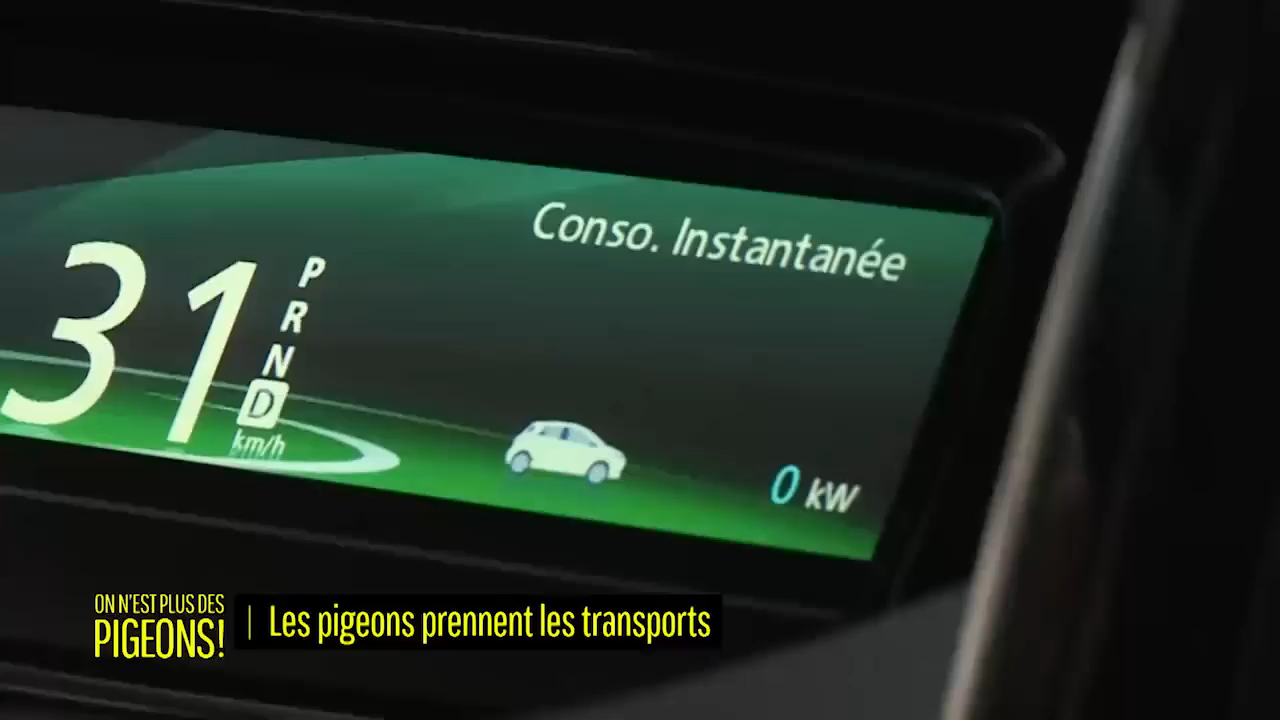 Conso. Instantanée
31
P
R
N
D
km/h
0 kW
ON N'EST PLUS DES
PIGEONS!
Les pigeons prennent les transports